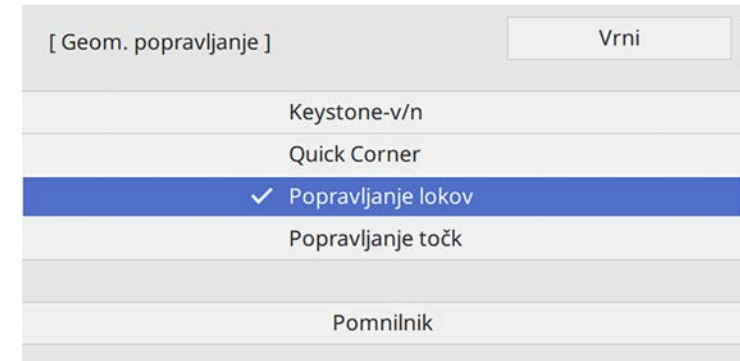 [ Geom. popravljanje ]
Vrni
Keystone-v/n
Quick Corner
Popravljanje lokov
Popravljanje točk
Pomnilnik